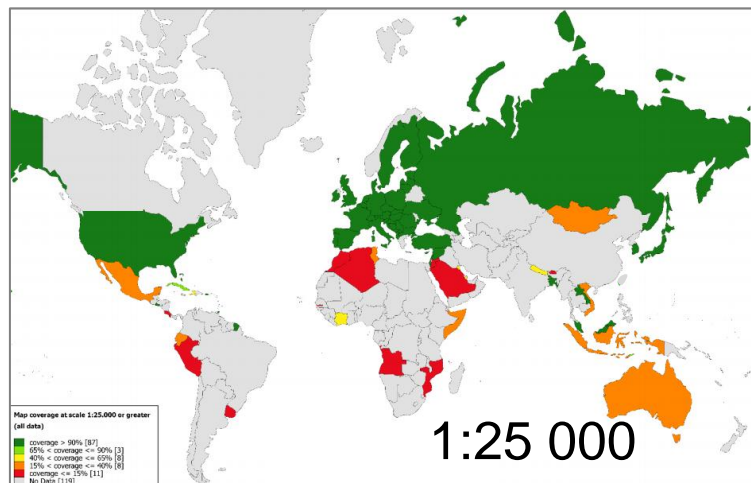 Map coverage at scale 1:25.000 or greater
(all data)
coverage > 90% [87]
65% < coverage <= 90% [3]
40% < coverage <= 65% [8]
15% < coverage <= 40% [8]
coverage <= 15% [11]
No Data [119]
1:25 000